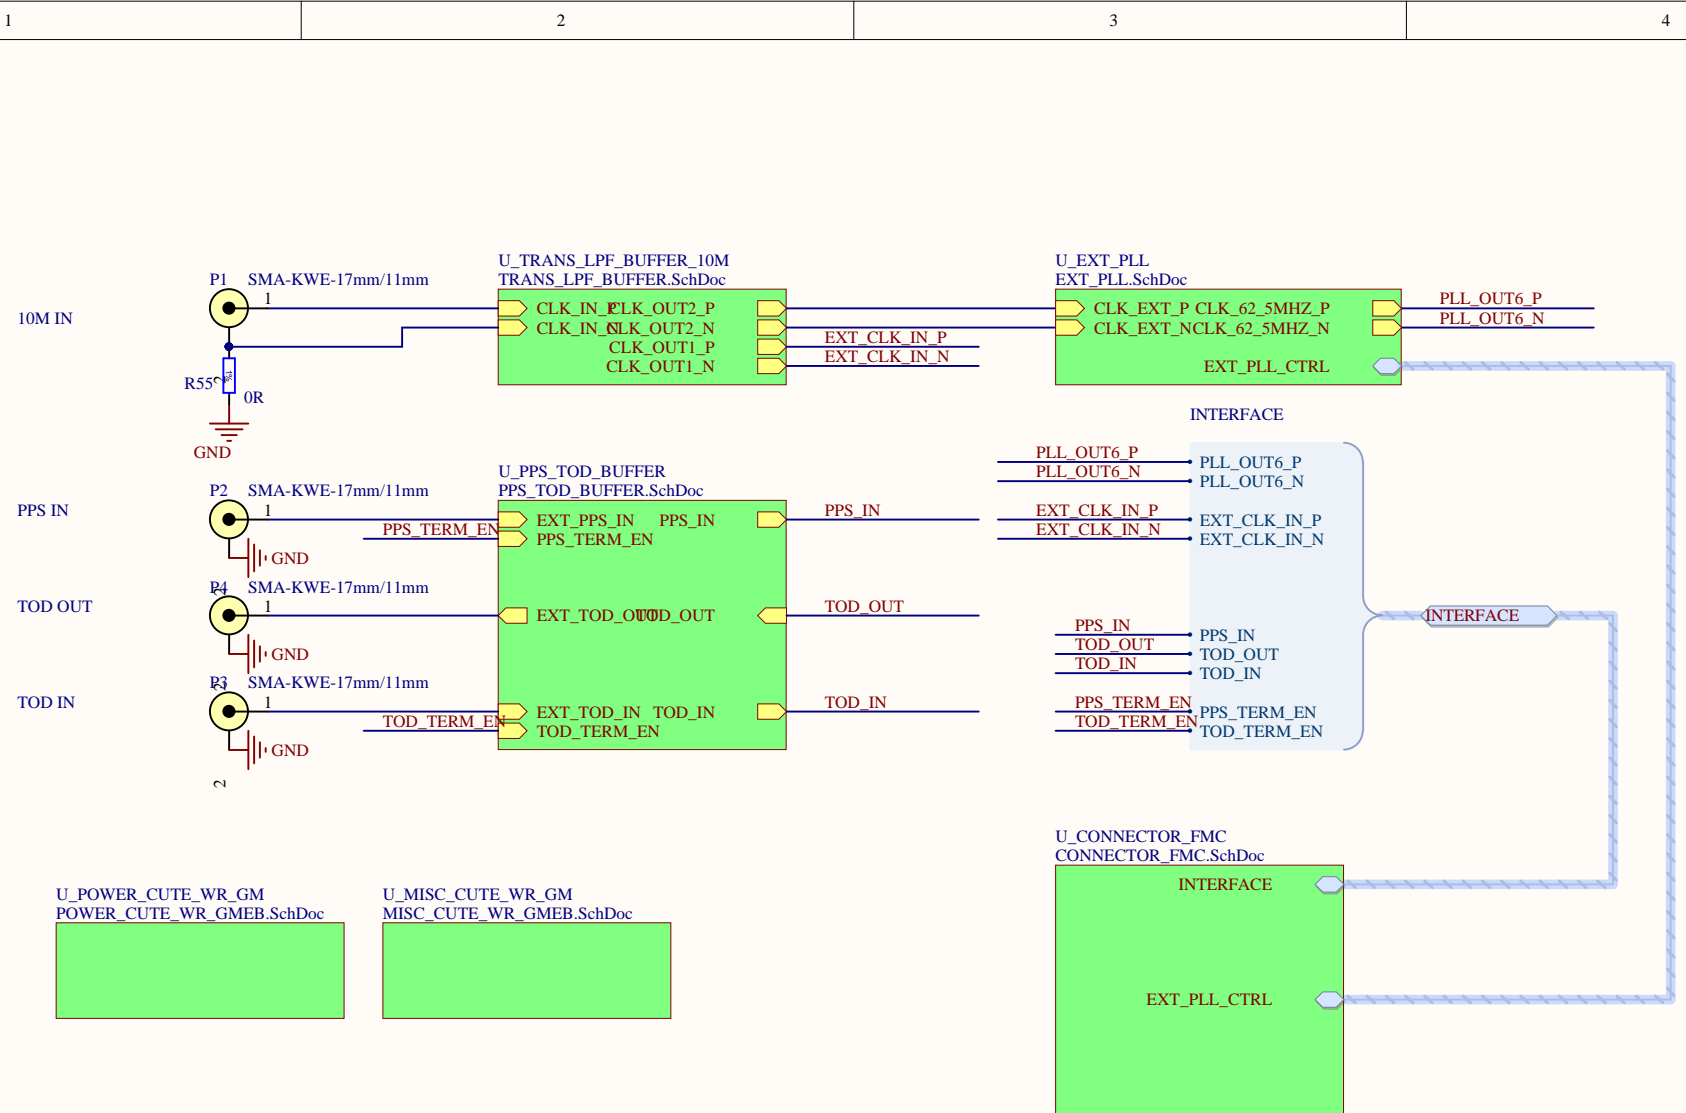 1
2
3
4
U_TRANS_LPF_BUFFER_10M
TRANS_LPF_BUFFER.SchDoc
U_EXT_PLL
EXT_PLL.SchDoc
P1
SMA-KWE-17mm/11mm
1
10M IN
CLK_IN_P
CLK_OUT2_P
CLK_IN_N
CLK_OUT2_N
CLK_OUT1_P
CLK_OUT1_N
EXT_CLK_IN_P
EXT_CLK_IN_N
CLK_EXT_P
CLK_62_5MHZ_P
CLK_EXT_N
CLK_62_5MHZ_N
EXT_PLL_CTRL
PLL_OUT6_P
PLL_OUT6_N
R55
2
1%
0R
GND
INTERFACE
PLL_OUT6_P
PLL_OUT6_N
PLL_OUT6_P
PLL_OUT6_N
U_PPS_TOD_BUFFER
PPS_TOD_BUFFER.SchDoc
PPS IN
P2
SMA-KWE-17mm/11mm
1
PPS_TERM_EN
EXT_PPS_IN
PPS_IN
PPS_TERM_EN
PPS_IN
EXT_CLK_IN_P
EXT_CLK_IN_N
EXT_CLK_IN_P
EXT_CLK_IN_N
GND
2
TOD OUT
P4
SMA-KWE-17mm/11mm
1
EXT_TOD_OUT
TOD_OUT
TOD_OUT
INTERFACE
GND
2
PPS_IN
TOD_OUT
TOD_IN
PPS_IN
TOD_OUT
TOD_IN
TOD IN
P3
SMA-KWE-17mm/11mm
1
TOD_TERM_EN
EXT_TOD_IN
TOD_IN
TOD_TERM_EN
TOD_IN
PPS_TERM_EN
TOD_TERM_EN
PPS_TERM_EN
TOD_TERM_EN
GND
2
U_CONNECTOR_FMC
CONNECTOR_FMC.SchDoc
INTERFACE
EXT_PLL_CTRL
U_POWER_CUTE_WR_GM
POWER_CUTE_WR_GMEB.SchDoc
U_MISC_CUTE_WR_GM
MISC_CUTE_WR_GMEB.SchDoc